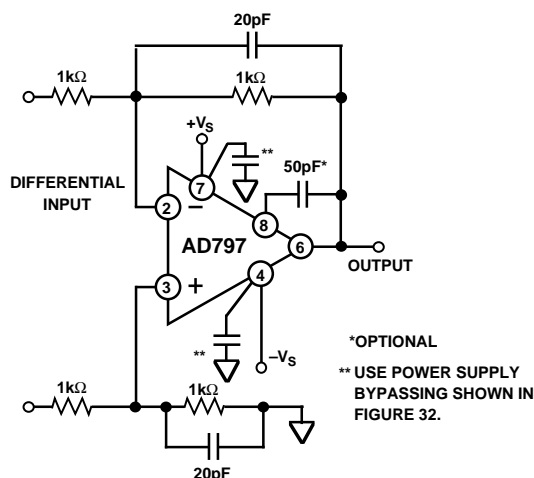 20pF
1kΩ
1kΩ
+VS
**
50pF*
DIFFERENTIAL
INPUT
2
−
7
8
AD797
6
OUTPUT
3
+
4
**
−VS
*OPTIONAL
** USE POWER SUPPLY
BYPASSING SHOWN IN
FIGURE 32.
1kΩ
1kΩ
20pF